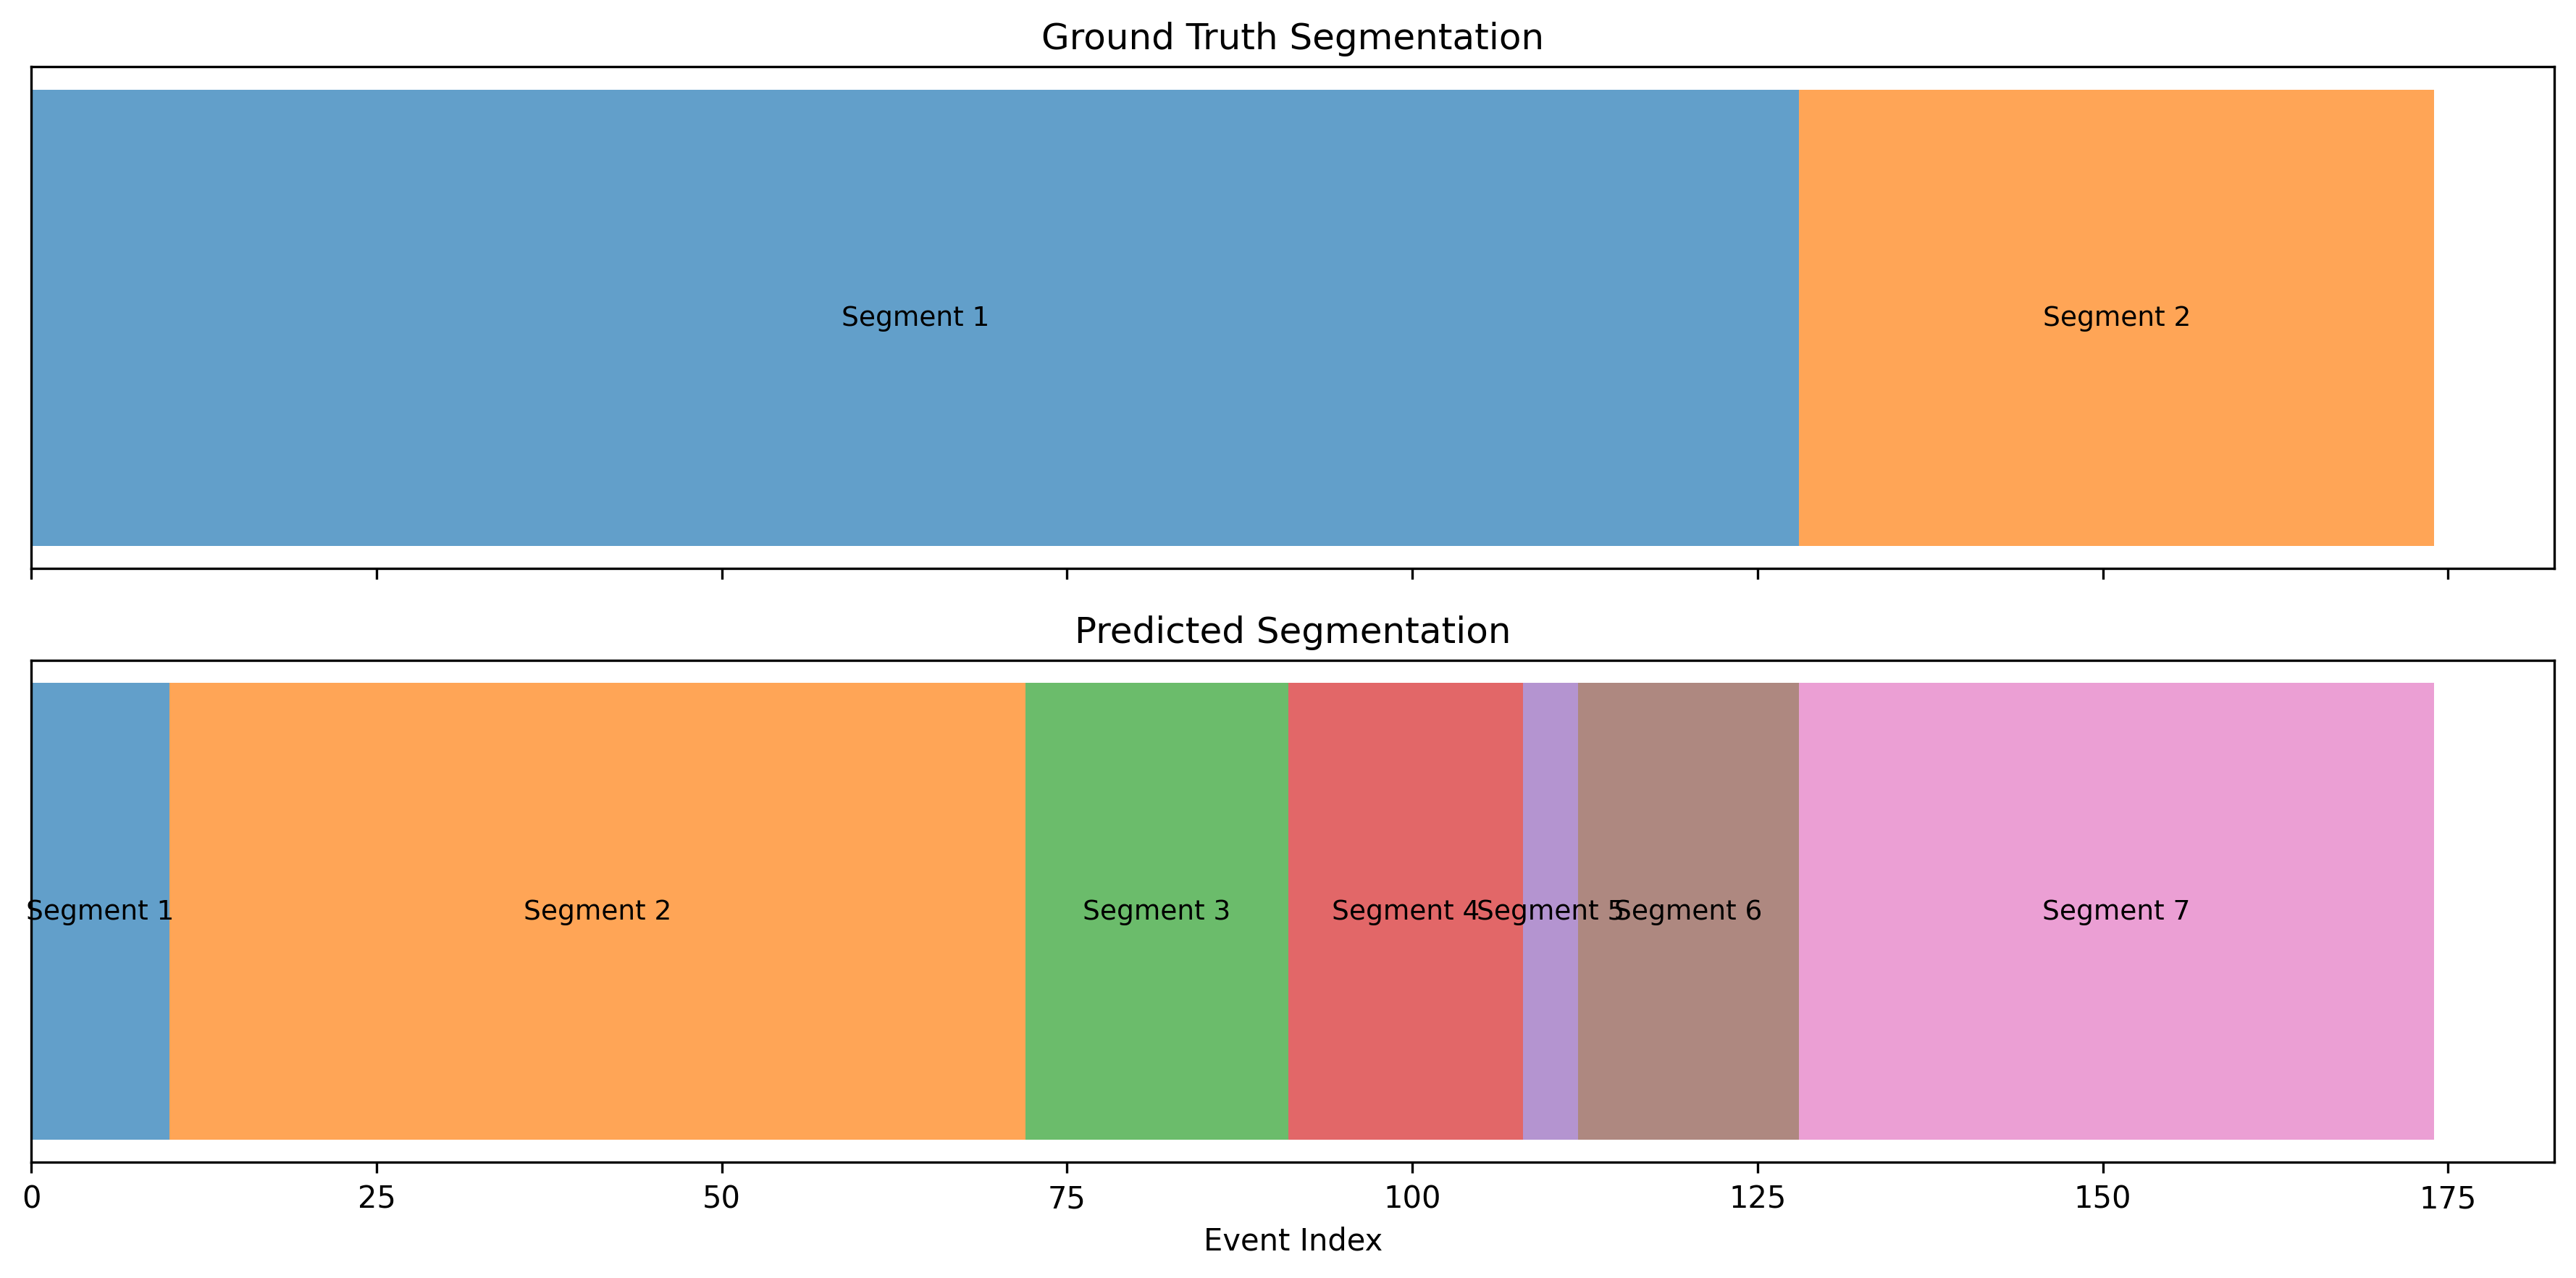 Ground Truth Segmentation
Segment 1 Segment 2
Predicted Segmentation
Segment 1 Segment 2 Segment 3 Segment 4 Segment 5 Segment 6 Segment 7
0 25 50 75 100 125 150 175
Event Index